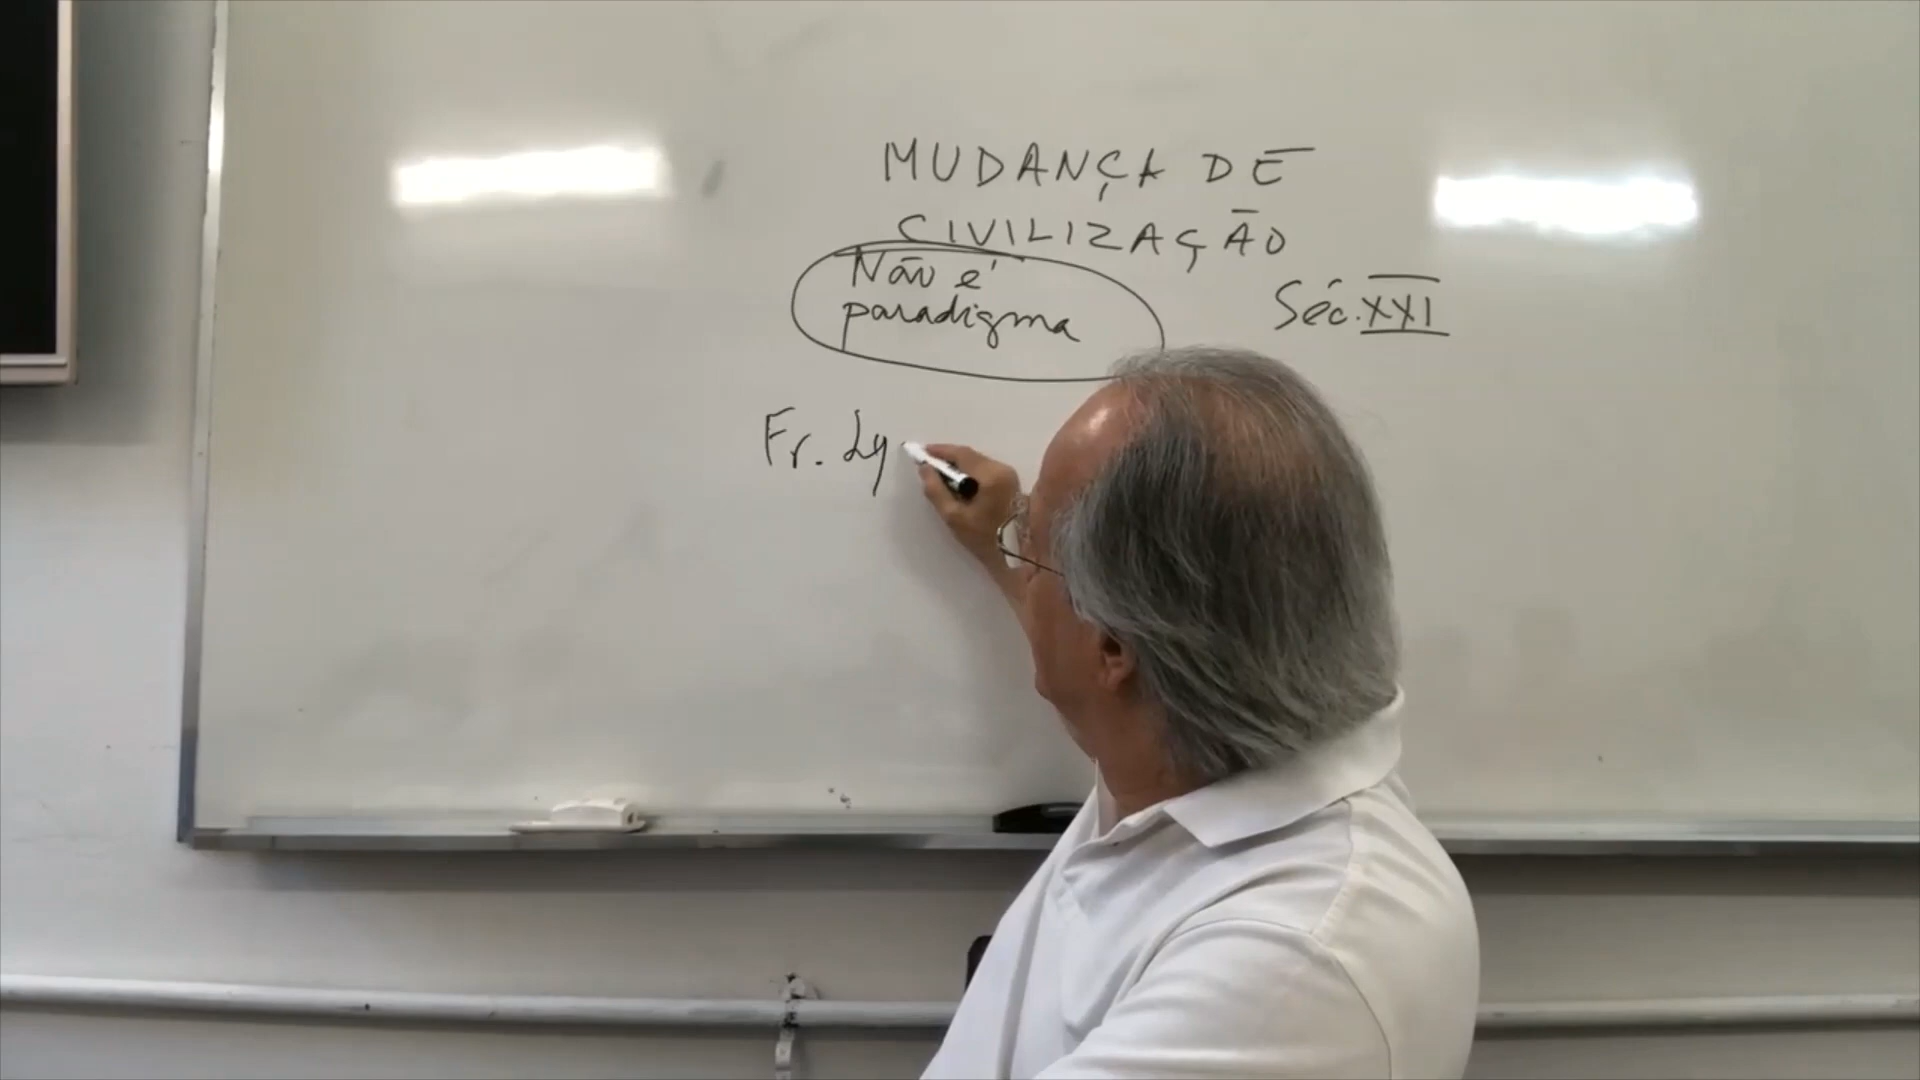 MUDANÇA DE
CIVILIZAÇÃO
Não é
paradigma
Séc. XXI
Fr. Ly